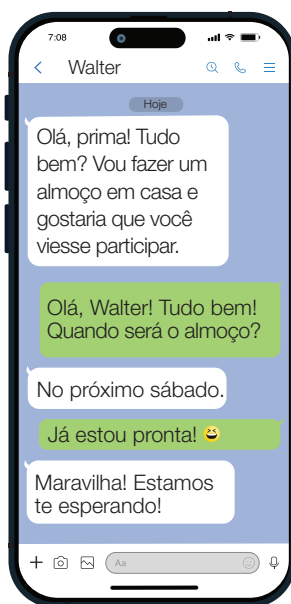 7:08
Walter
Hoje
Olá, prima! Tudo
bem? Vou fazer um
almoço em casa e
gostaria que você
viesse participar.
Olá, Walter! Tudo bem!
Quando será o almoço?
No próximo sábado.
Já estou pronta! 😆
Maravilha! Estamos
te esperando!
Aa